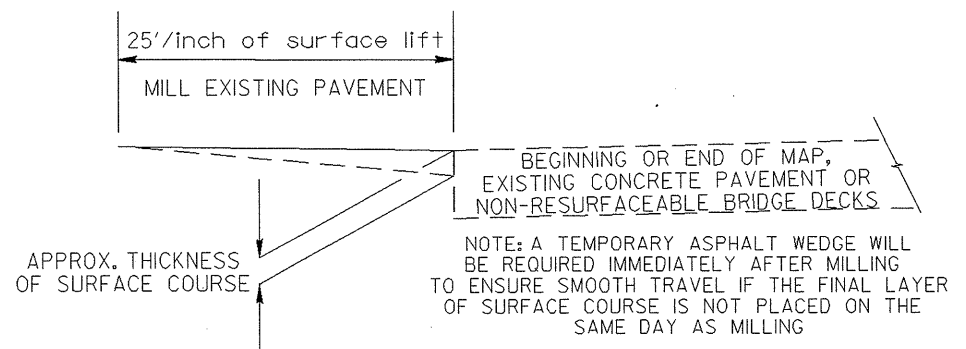 25'/inch of surface lift
MILL EXISTING PAVEMENT
BEGINNING OR END OF MAP,
EXISTING CONCRETE PAVEMENT OR
NON-RESURFACEABLE BRIDGE DECKS
APPROX. THICKNESS
OF SURFACE COURSE
NOTE: A TEMPORARY ASPHALT WEDGE WILL
BE REQUIRED IMMEDIATELY AFTER MILLING
TO ENSURE SMOOTH TRAVEL IF THE FINAL LAYER
OF SURFACE COURSE IS NOT PLACED ON THE
SAME DAY AS MILLING